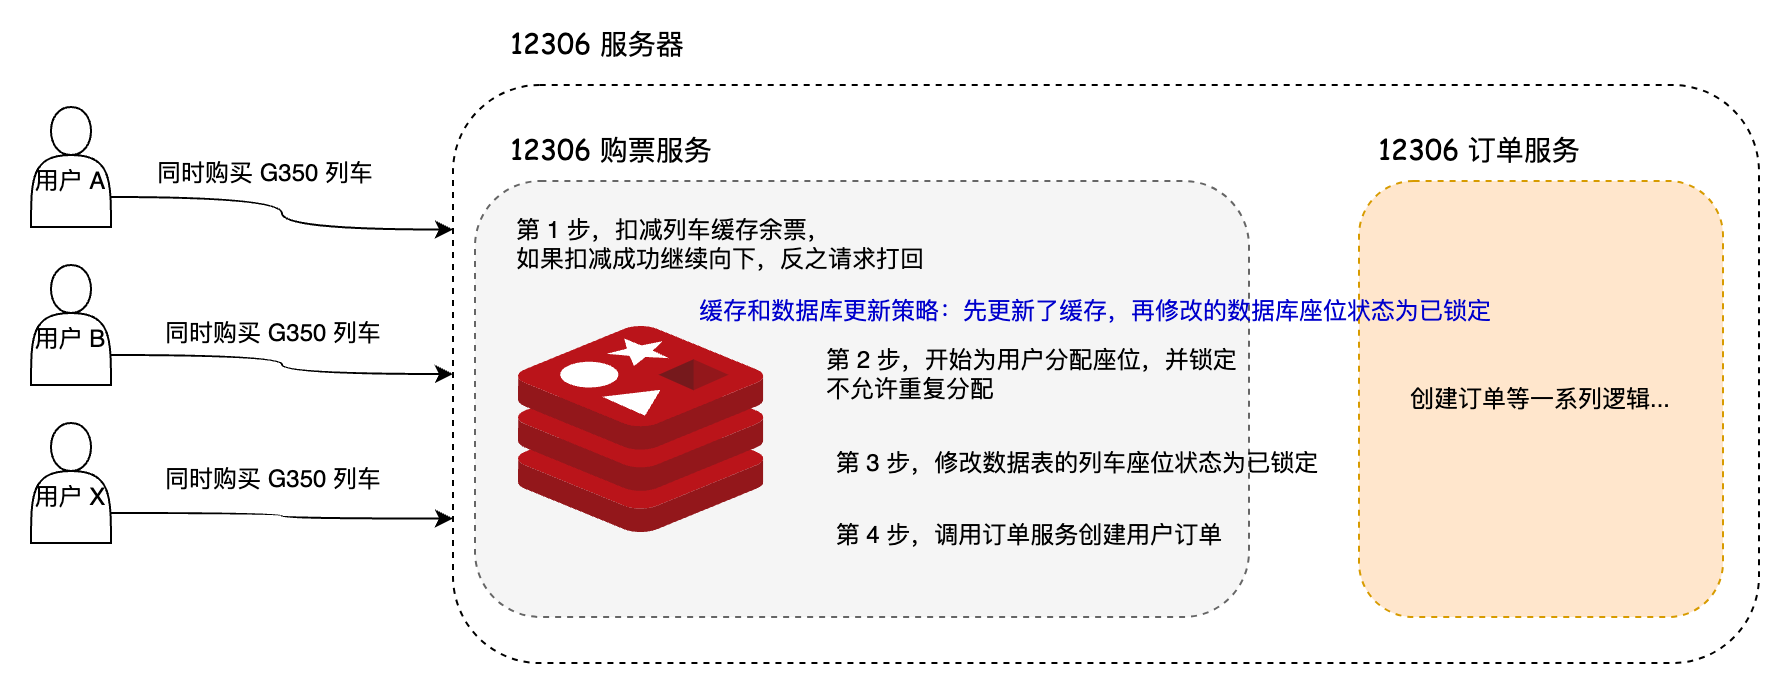 12306 服务器
12306 购票服务
12306 订单服务
用户 A
同时购买 G350 列车
第 1 步，扣减列车缓存余票，
如果扣减成功继续向下，反之请求打回
缓存和数据库更新策略：先更新了缓存，再修改的数据库座位状态为已锁定
用户 B
同时购买 G350 列车
第 2 步，开始为用户分配座位，并锁定
不允许重复分配
创建订单等一系列逻辑...
第 3 步，修改数据表的列车座位状态为已锁定
用户 X
同时购买 G350 列车
第 4 步，调用订单服务创建用户订单